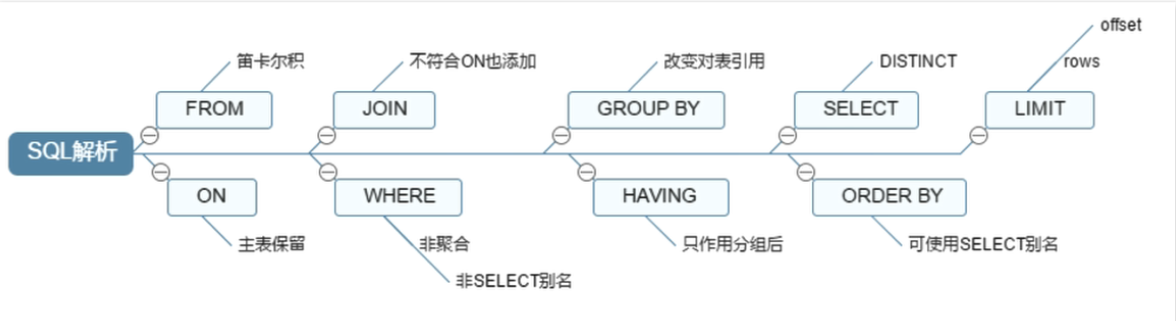 SQL解析
FROM
笛卡尔积
ON
主表保留
JOIN
不符合ON也添加
WHERE
非聚合
非SELECT别名
GROUP BY
改变对表引用
HAVING
只作用分组后
SELECT
DISTINCT
ORDER BY
可使用SELECT别名
LIMIT
offset
rows